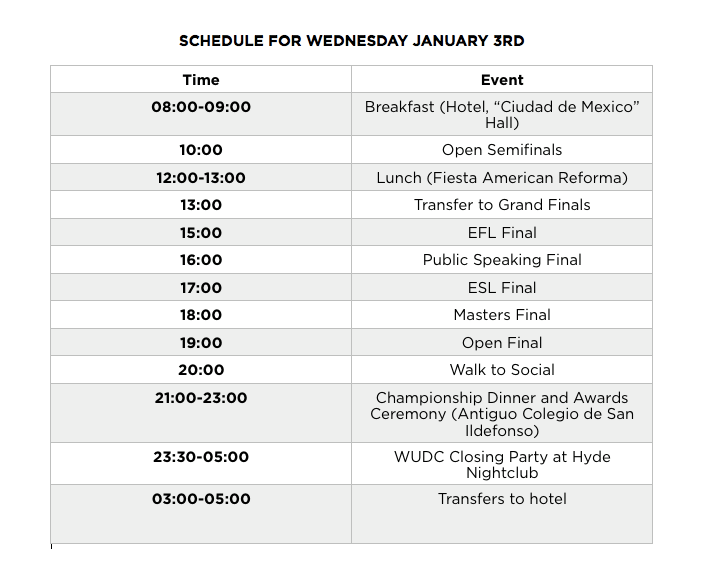 SCHEDULE FOR WEDNESDAY JANUARY 3RD
Time Event
08:00-09:00 Breakfast (Hotel, “Ciudad de Mexico”
Hall)
10:00 Open Semifinals
12:00-13:00 Lunch (Fiesta American Reforma)
13:00 Transfer to Grand Finals
15:00 EFL Final
16:00 Public Speaking Final
17:00 ESL Final
18:00 Masters Final
19:00 Open Final
20:00 Walk to Social
21:00-23:00 Championship Dinner and Awards
Ceremony (Antiguo Colegio de San
Ildefonso)
23:30-05:00 WUDC Closing Party at Hyde
Nightclub
03:00-05:00 Transfers to hotel